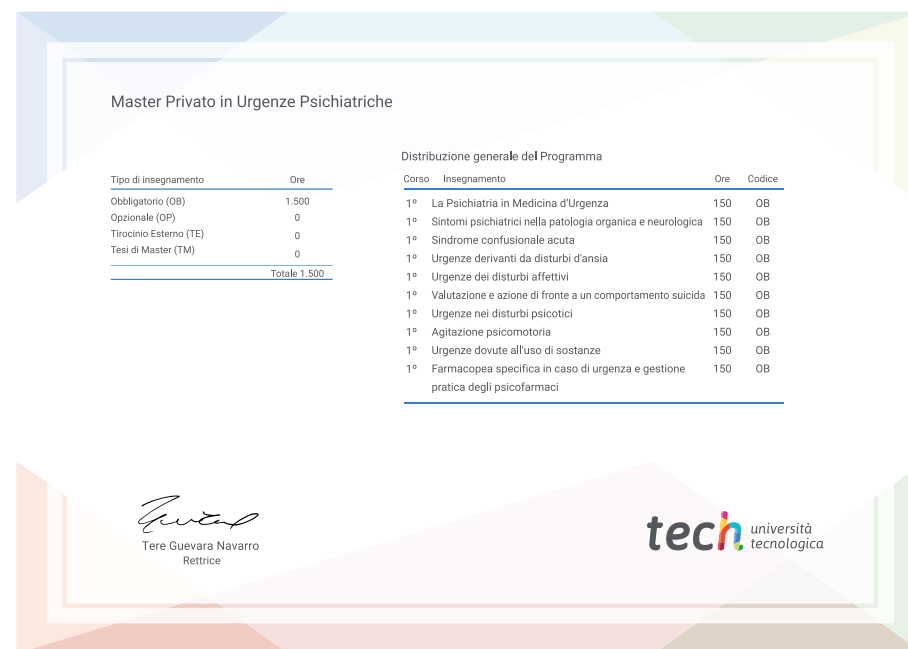 Master Privato in Urgenze Psichiatriche
Tipo di insegnamento Ore
Obbligatorio (OB) 1.500
Opzionale (OP) 0
Tirocinio Esterno (TE) 0
Tesi di Master (TM) 0
Totale 1.500
Distribuzione generale del Programma
Corso Insegnamento Ore Codice
1º La Psichiatria in Medicina d’Urgenza 150 OB
1º Sintomi psichiatrici nella patologia organica e neurologica 150 OB
1º Sindrome confusionale acuta 150 OB
1º Urgenze derivanti da disturbi d'ansia 150 OB
1º Urgenze dei disturbi affettivi 150 OB
1º Valutazione e azione di fronte a un comportamento suicida 150 OB
1º Urgenze nei disturbi psicotici 150 OB
1º Agitazione psicomotoria 150 OB
1º Urgenze dovute all'uso di sostanze 150 OB
1º Farmacopea specifica in caso di urgenza e gestione 150 OB
pratica degli psicofarmaci
Tere Guevara Navarro
Rettrice
tech università
tecnologica